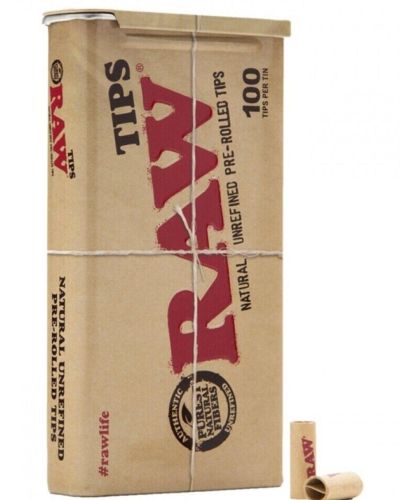 TIPS
RAW®
NATURAL UNREFINED PRE-ROLLED TIPS
100
TIPS PER TIN
AUTHENTIC
PUREST
NATURAL
FIBERS
UNREFINED
#rawlife
RAW
TIPS
NATURAL UNREFINED
PRE-ROLLED TIPS
RAW